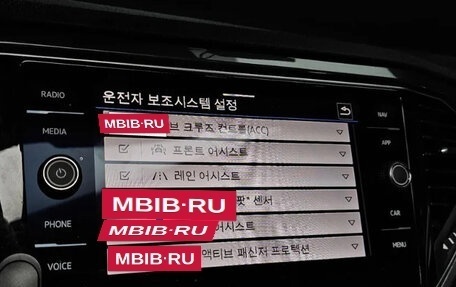 RADIO
MEDIA
PHONE
VOICE
운전자 보조시스템 설정
MBIB·RU
브 크루즈 컨트롤(ACC)
프론트 어시스트
레인 어시스트
MBIB·RU
팟" 센서
MBIB·RU
스트
MBIB·RU
액티브 패신저 프로텍션
NAV
APP
CAR
MENU